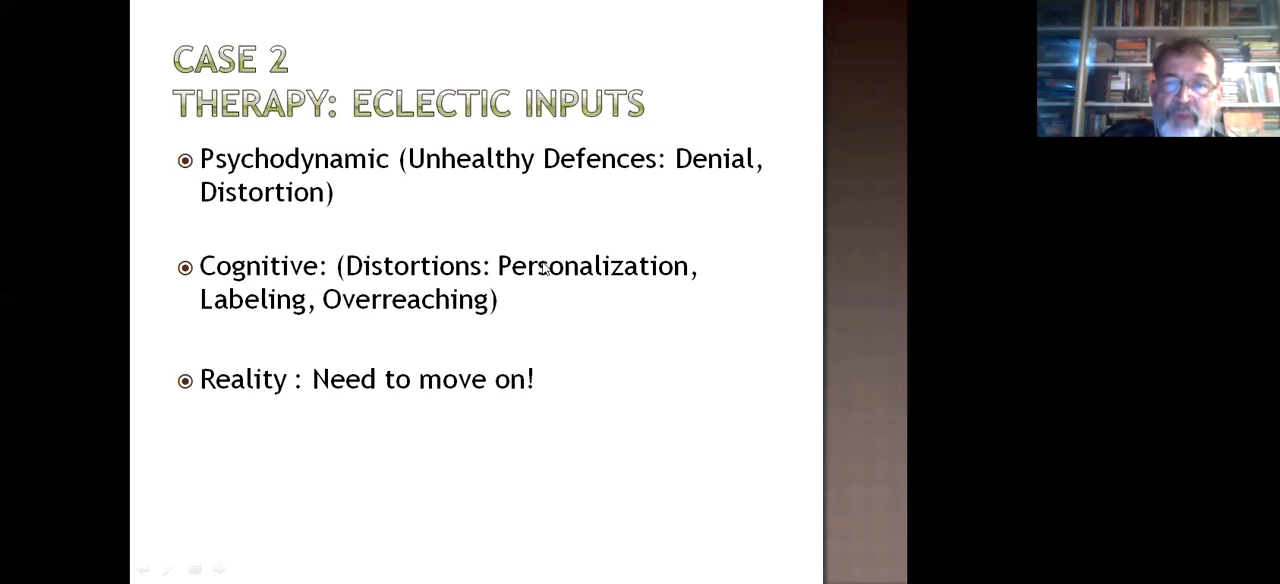 CASE 2
THERAPY: ECLECTIC INPUTS
Psychodynamic (Unhealthy Defences: Denial,
Distortion)
Cognitive: (Distortions: Personalization,
Labeling, Overreaching)
Reality : Need to move on!